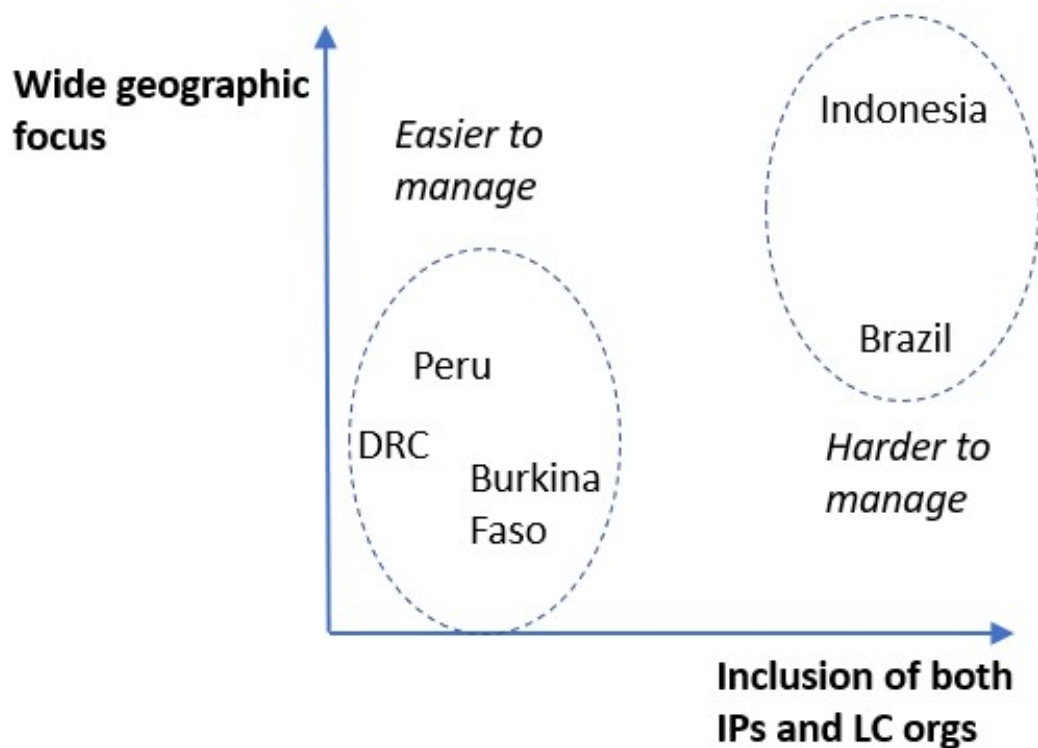 Wide geographic
focus
Easier to
manage
Indonesia
Brazil
Peru
DRC
Burkina
Faso
Harder to
manage
Inclusion of both
IPs and LC orgs